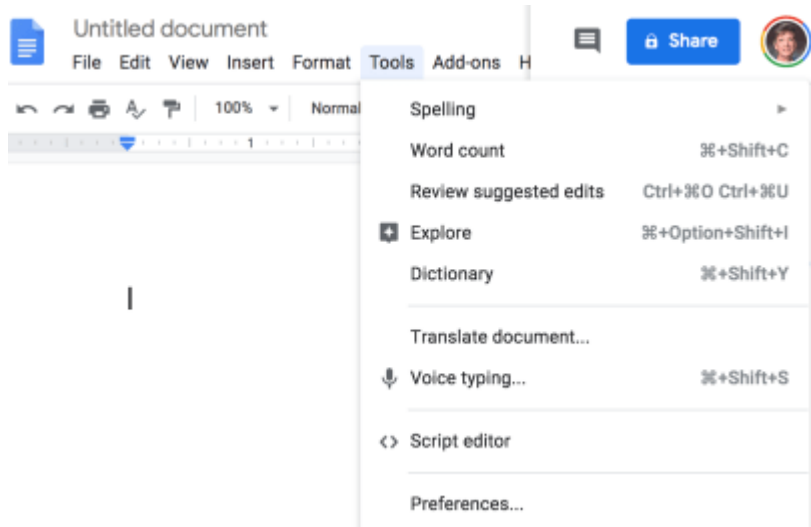 Untitled document
File Edit View Insert Format Tools Add-ons H
Share
100% Normal
1
Spelling
Word count ⌘+Shift+C
Review suggested edits Ctrl+⌘O Ctrl+⌘U
Explore ⌘+Option+Shift+I
Dictionary ⌘+Shift+Y
Translate document...
Voice typing... ⌘+Shift+S
Script editor
Preferences...